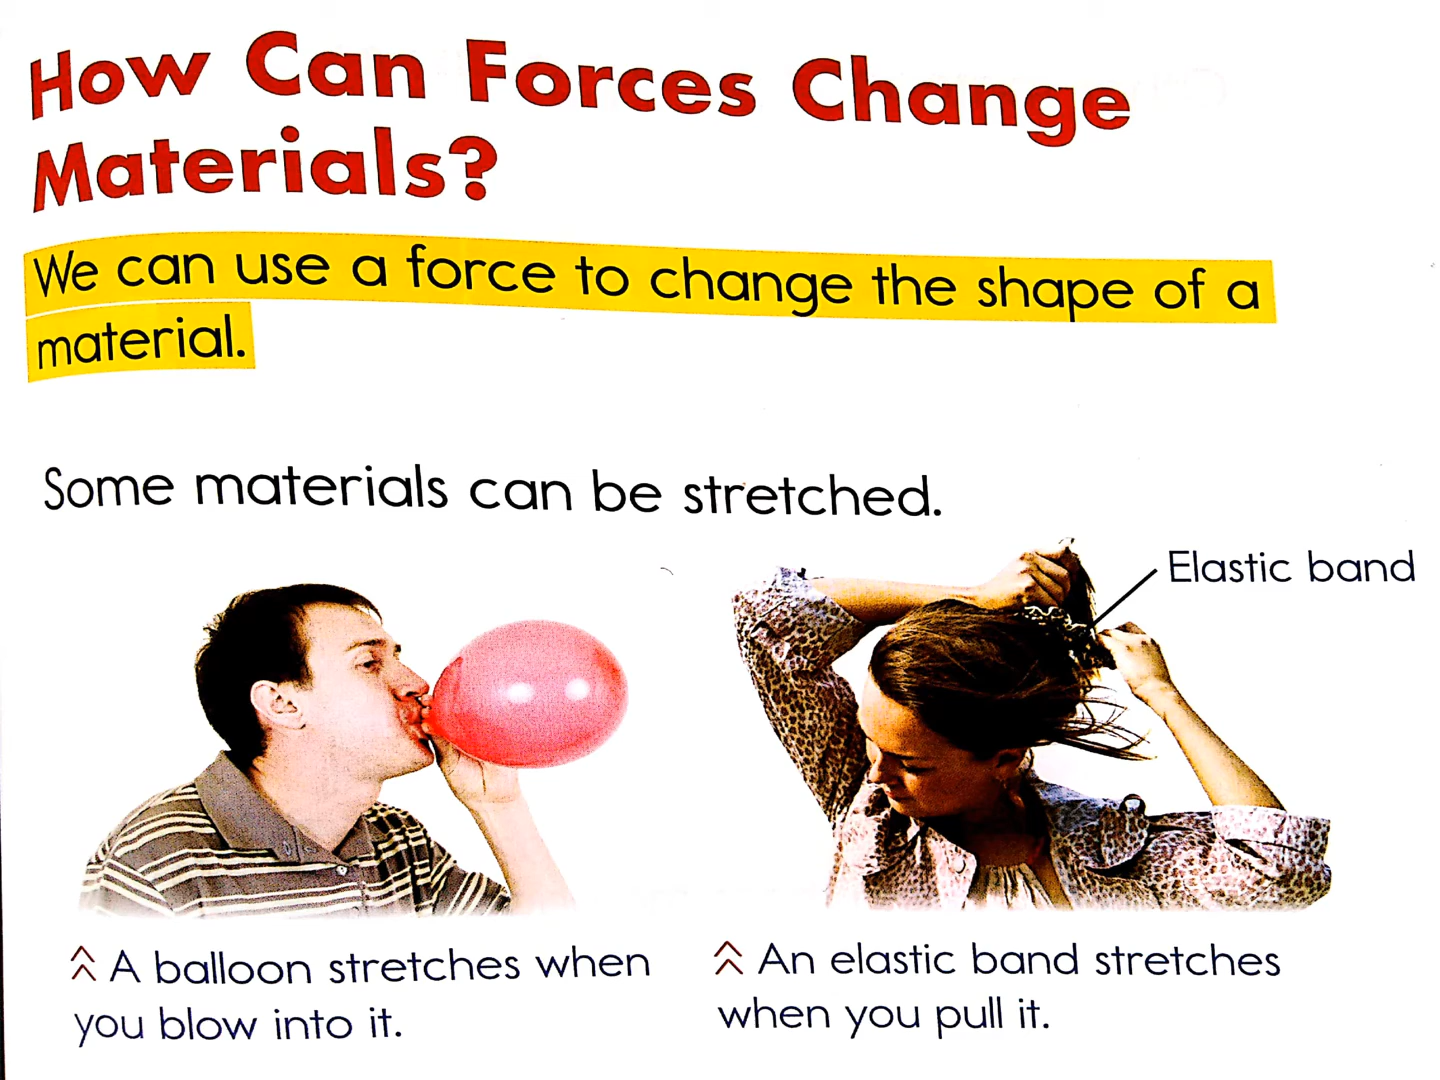 How Can Forces Change
Materials?
We can use a force to change the shape of a
material.
Some materials can be stretched.
Elastic band
A balloon stretches when
you blow into it.
An elastic band stretches
when you pull it.